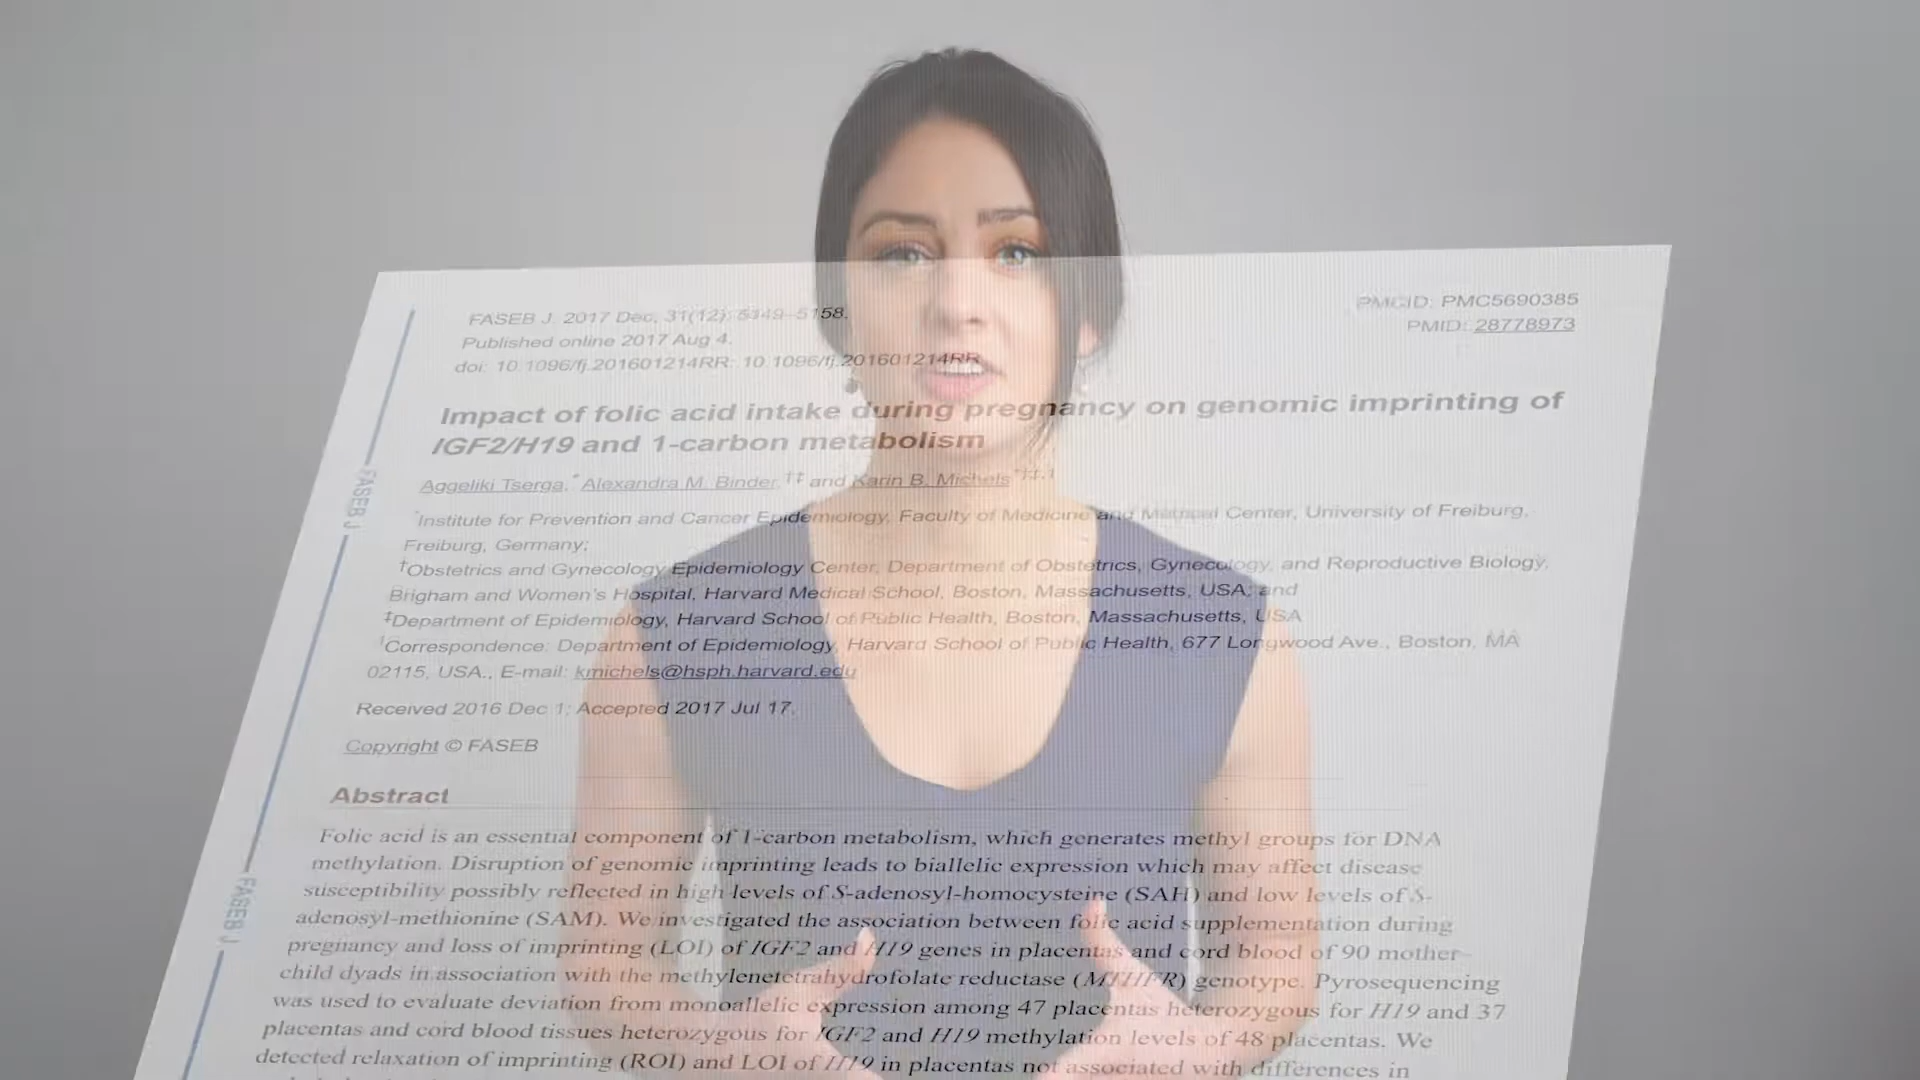 FASEB J. 2017 Dec; 31(12): 5149–5158.
Published online 2017 Aug 4.
doi: 10.1096/fj.201601214RR: 10.1096/fj.201601214RR
PMCID: PMC5690385
PMID: 28778973
Impact of folic acid intake during pregnancy on genomic imprinting of
IGF2/H19 and 1-carbon metabolism
Aggeliki Tserga,* Alexandra M. Binder,†‡ and Karin B. Michels*†‡,1
*Institute for Prevention and Cancer Epidemiology, Faculty of Medicine and Medical Center, University of Freiburg,
Freiburg, Germany;
†Obstetrics and Gynecology Epidemiology Center, Department of Obstetrics, Gynecology, and Reproductive Biology,
Brigham and Women's Hospital, Harvard Medical School, Boston, Massachusetts, USA; and
‡Department of Epidemiology, Harvard School of Public Health, Boston, Massachusetts, USA
1Correspondence: Department of Epidemiology, Harvard School of Public Health, 677 Longwood Ave., Boston, MA
02115, USA., E-mail: kmichels@hsph.harvard.edu
Received 2016 Dec 1; Accepted 2017 Jul 17.
Copyright © FASEB
Abstract
Folic acid is an essential component of 1-carbon metabolism, which generates methyl groups for DNA
methylation. Disruption of genomic imprinting leads to biallelic expression which may affect disease
susceptibility possibly reflected in high levels of S-adenosyl-homocysteine (SAH) and low levels of S-
adenosyl-methionine (SAM). We investigated the association between folic acid supplementation during
pregnancy and loss of imprinting (LOI) of IGF2 and H19 genes in placentas and cord blood of 90 mother–
child dyads in association with the methylenetetrahydrofolate reductase (MTHFR) genotype. Pyrosequencing
was used to evaluate deviation from monoallelic expression among 47 placentas heterozygous for H19 and 37
placentas and cord blood tissues heterozygous for IGF2 and H19 methylation levels of 48 placentas. We
detected relaxation of imprinting (ROI) and LOI of H19 in placentas not associated with differences in
FASEB J
FASEB J